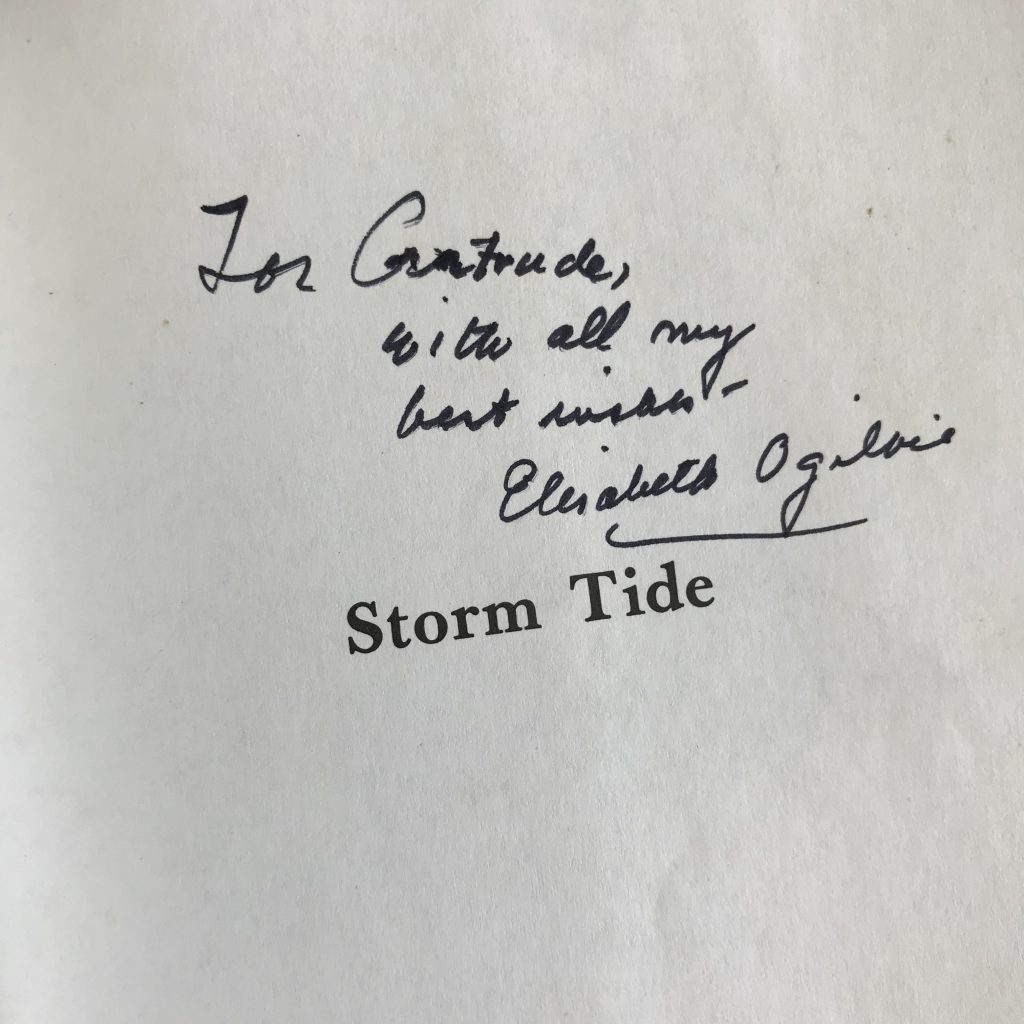 For Gertrude,
with all my
best wishes –
Elisabeth Ogilvie
Storm Tide